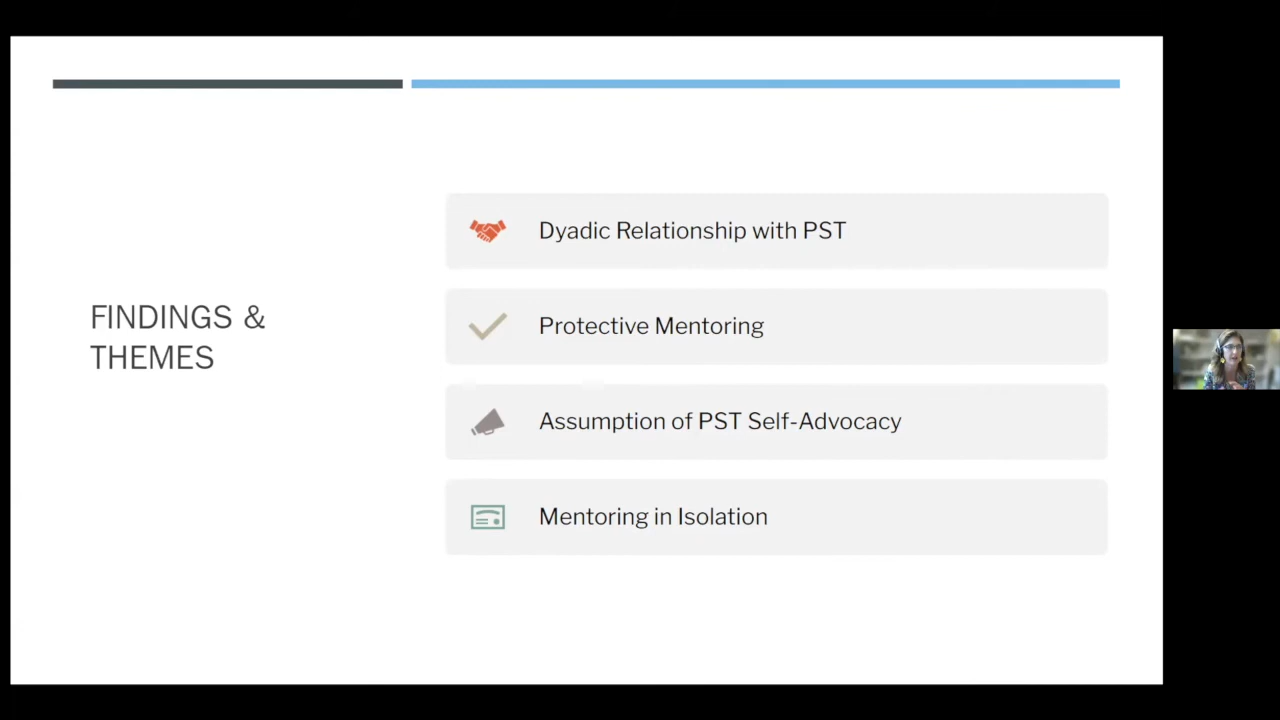 FINDINGS &
THEMES
Dyadic Relationship with PST
Protective Mentoring
Assumption of PST Self-Advocacy
Mentoring in Isolation